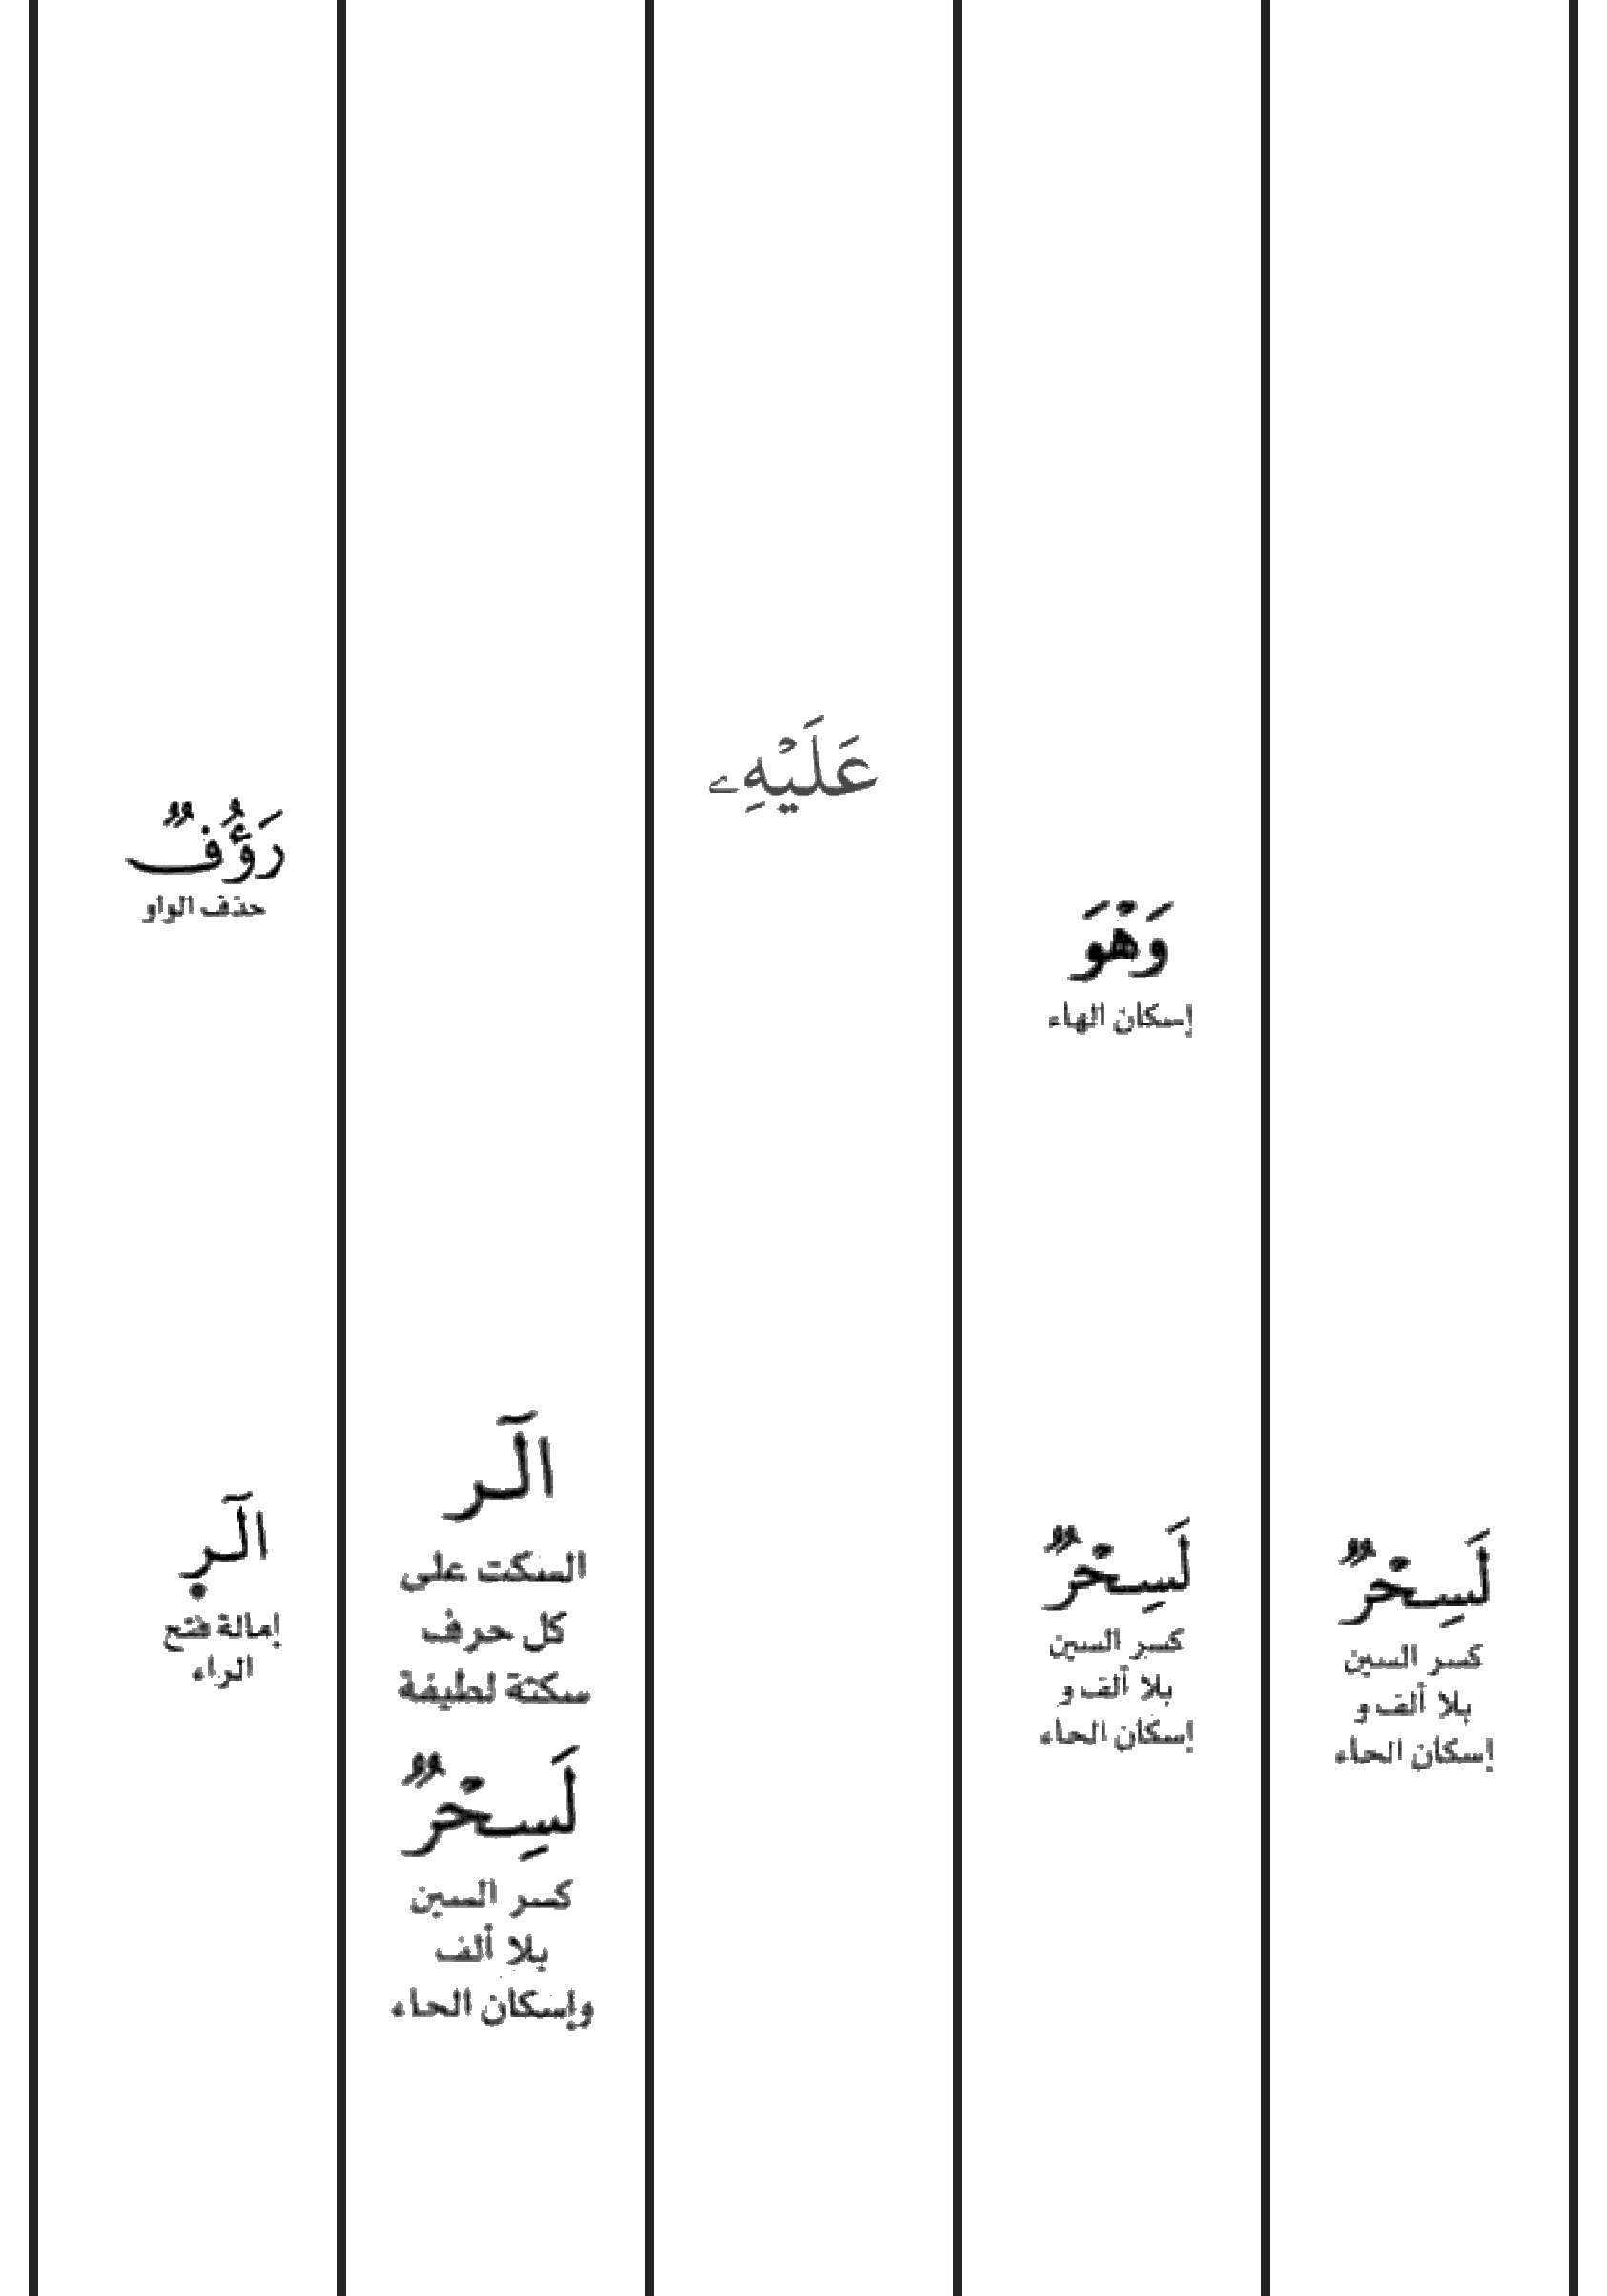 لَسِحْرٌ
كسر السين
بلا ألف و
إسكان الحاء
وَهْوَ
إسكان الهاء
لَسِحْرٌ
كسر السين
بلا ألف و
إسكان الحاء
عَلَيْهِۦ
الٓر
السكت على
كل حرف
سكتة لطيفة
لَسِحْرٌ
كسر السين
بلا ألف
وإسكان الحاء
رَؤُفٌ
حذف الواو
الٓر
إمالة فتح
الراء